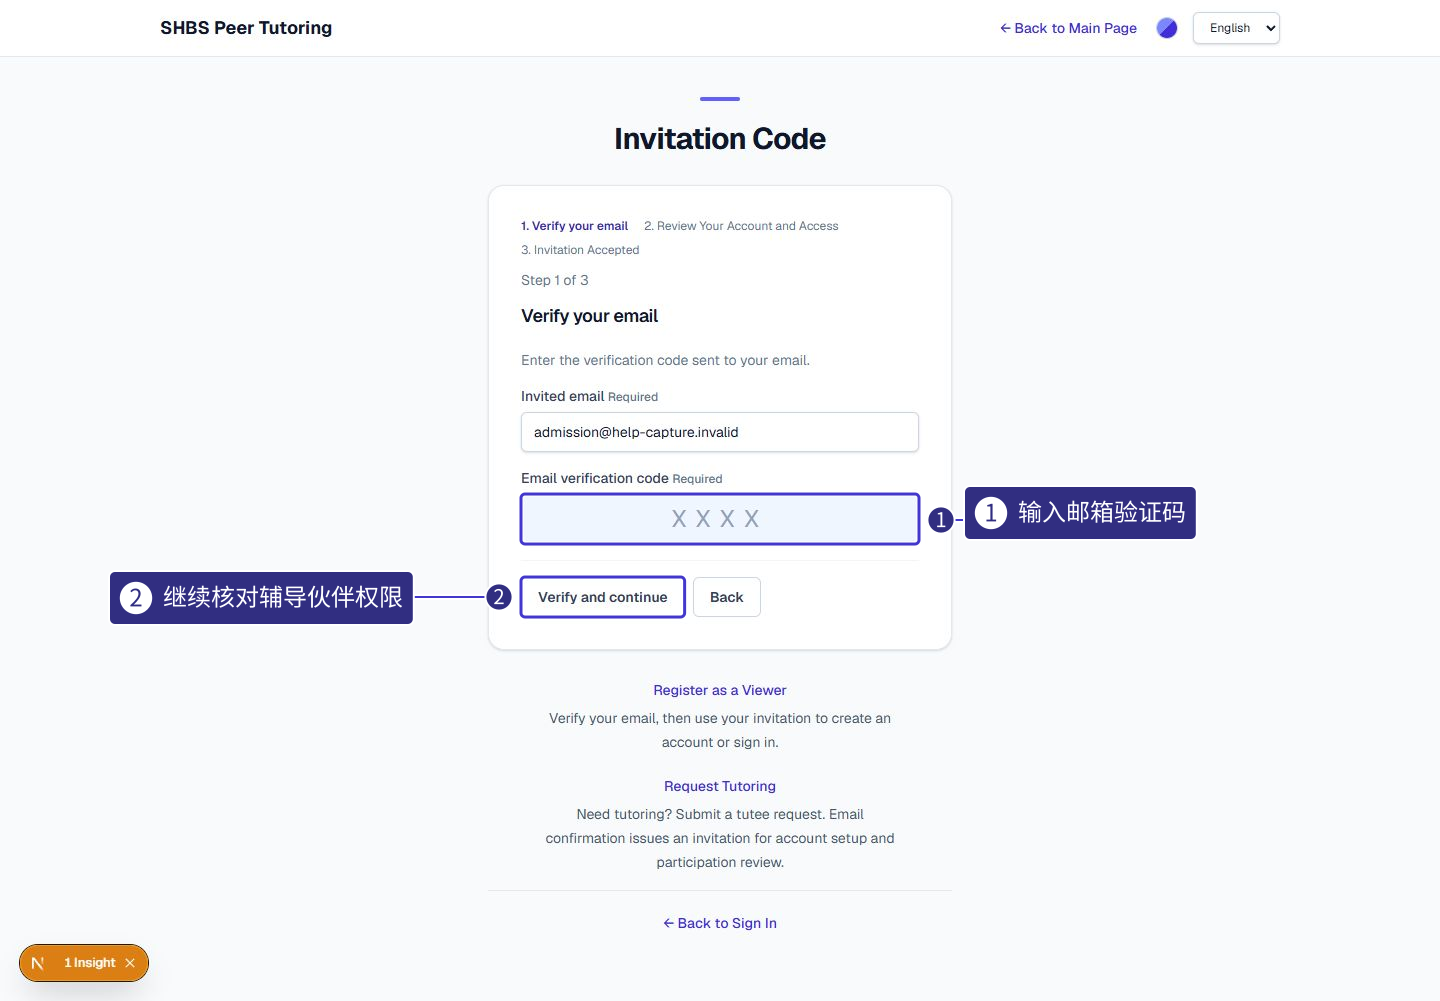 SHBS Peer Tutoring
← Back to Main Page
English
Invitation Code
1. Verify your email 2. Review Your Account and Access
3. Invitation Accepted
Step 1 of 3
Verify your email
Enter the verification code sent to your email.
Invited email Required
admission@help-capture.invalid
Email verification code Required
X X X X
1
1 输入邮箱验证码
2 继续核对辅导伙伴权限
2
Verify and continue
Back
Register as a Viewer
Verify your email, then use your invitation to create an
account or sign in.
Request Tutoring
Need tutoring? Submit a tutee request. Email
confirmation issues an invitation for account setup and
participation review.
← Back to Sign In
N 1 Insight ×